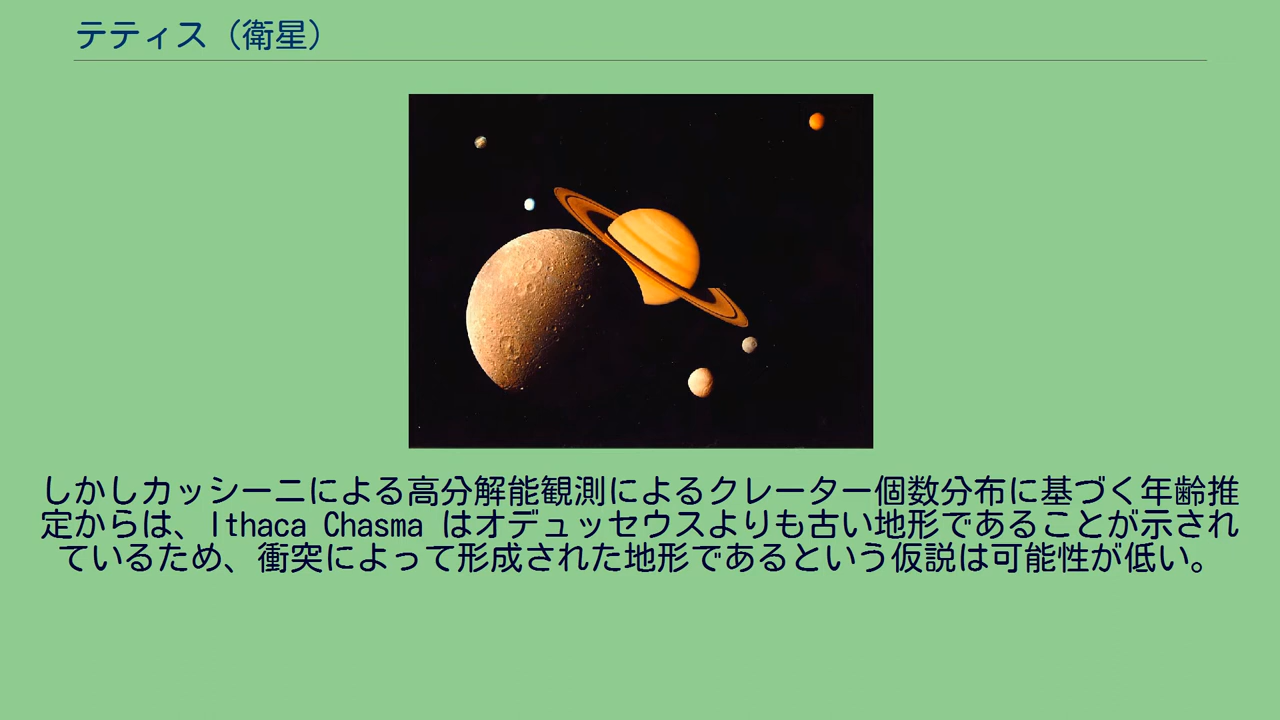 テティス（衛星）
しかしカッシーニによる高分解能観測によるクレーター個数分布に基づく年齢推
定からは、Ithaca Chasma はオデュッセウスよりも古い地形であることが示され
ているため、衝突によって形成された地形であるという仮説は可能性が低い。